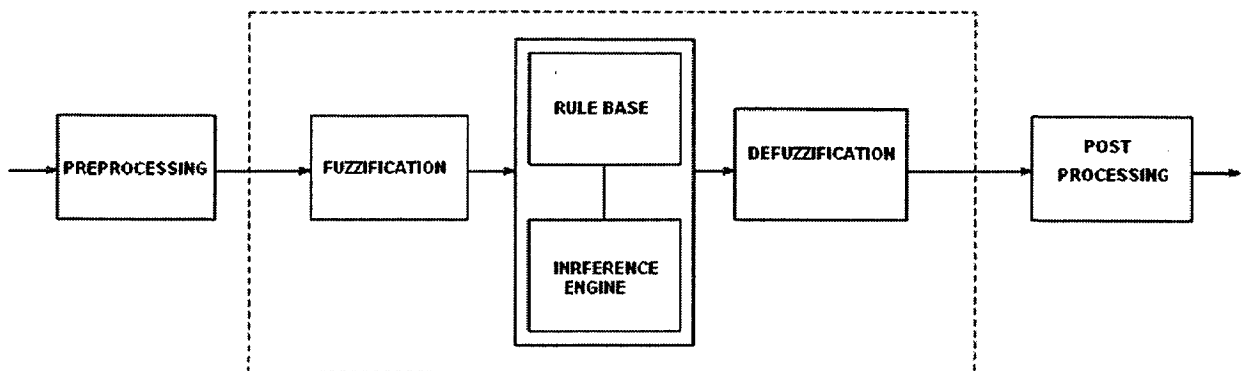 PREPROCESSING
FUZZIFICATION
RULE BASE
INRFERENCE
ENGINE
DEFUZZIFICATION
POST
PROCESSING